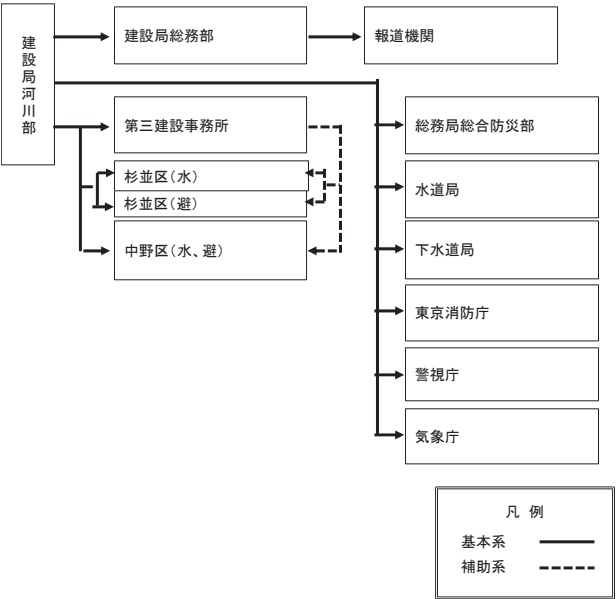 建設局河川部
建設局総務部
報道機関
第三建設事務所
杉並区(水)
杉並区(避)
中野区(水、避)
総務局総合防災部
水道局
下水道局
東京消防庁
警視庁
気象庁
凡 例
基本系
補助系